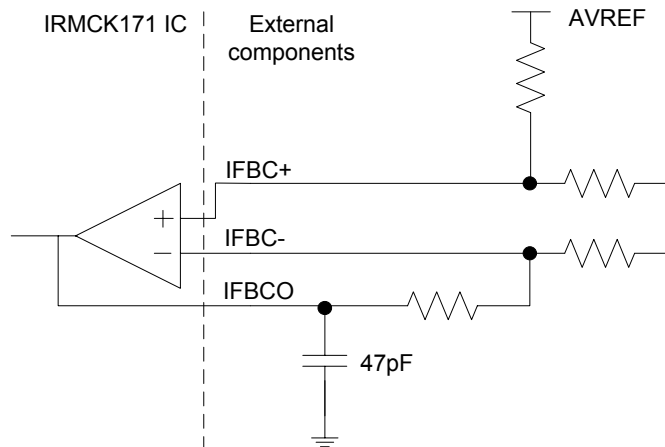 IRMCK171 IC
External
components
AVREF
IFBC+
+
IFBC-
−
IFBCO
47pF